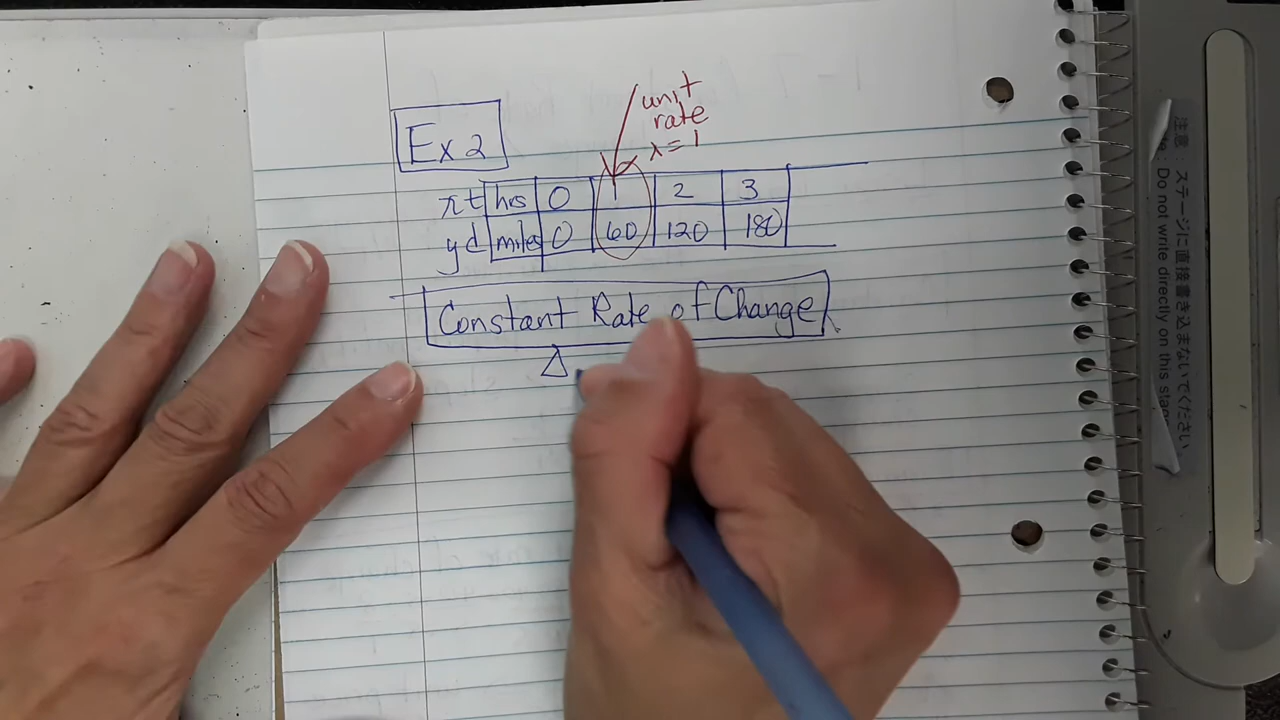 unit
rate
x = 1
Ex 2
x t hrs 0 1 2 3
y d miles 0 60 120 180
Constant Rate of Change
Δ
注意：ステージに直接書き込まないでください
Do not write directly on this stage